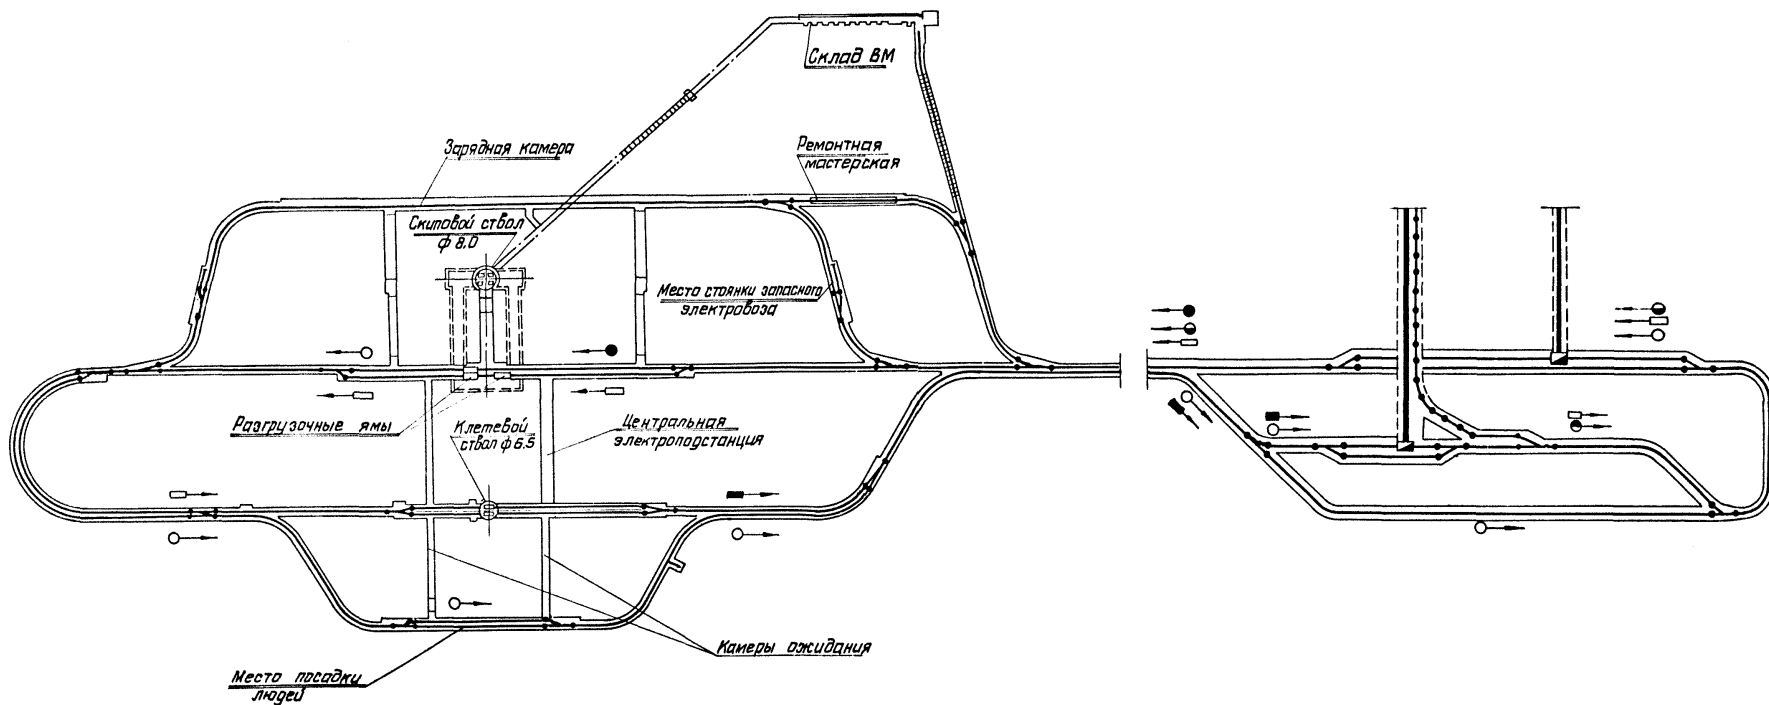 Склад ВМ
Зарядная камера
Ремонтная
мастерская
Скиповой ствол
ф 8,0
Место стоянки запасного
электровоза
Разгрузочные ямы
Клетевой
ствол ф 6,5
Центральная
электроподстанция
Камеры ожидания
Место посадки
людей